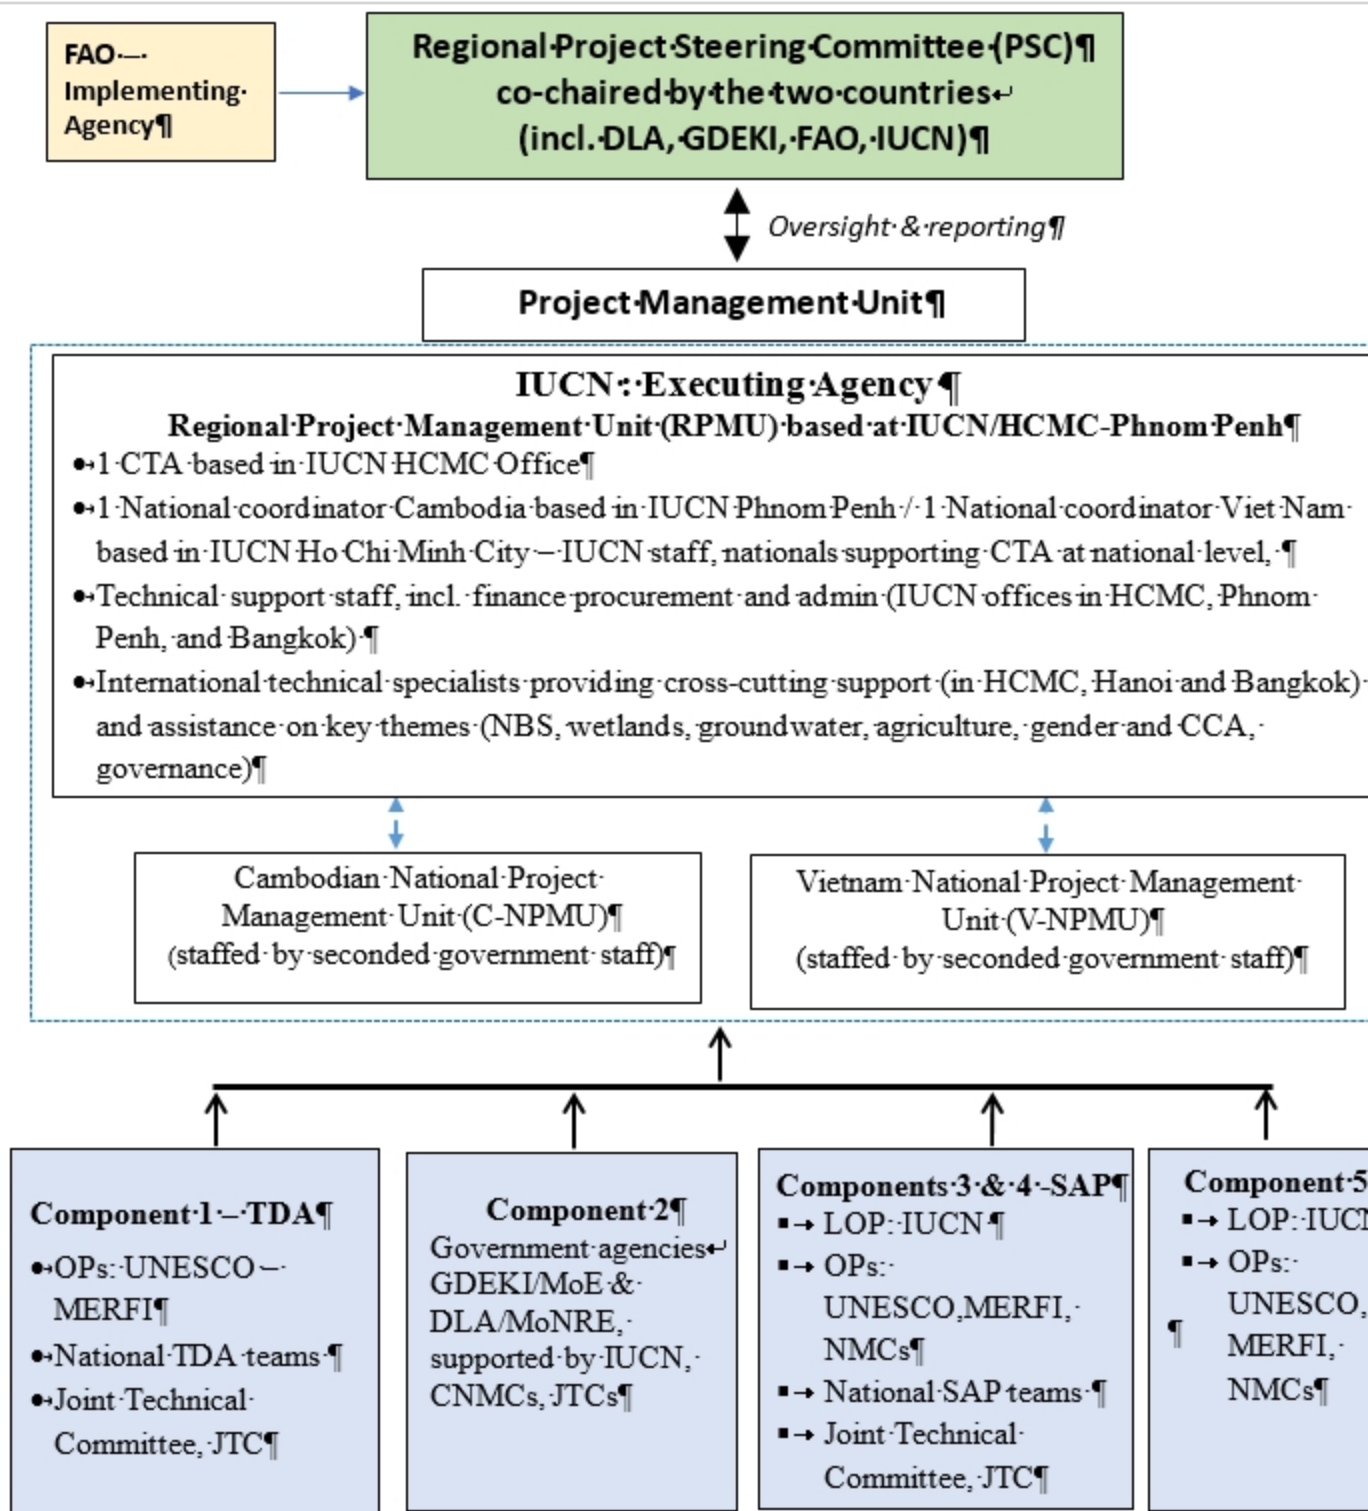 FAO —
Implementing
Agency¶
Regional·Project·Steering·Committee·(PSC)¶
co-chaired·by·the·two·countries↵
(incl.·DLA,·GDEKI,·FAO,·IUCN)¶
Oversight·&·reporting¶
Project·Management·Unit¶
IUCN·:·Executing·Agency·¶
Regional·Project·Management·Unit·(RPMU)·based·at·IUCN/HCMC-Phnom·Penh¶
•→1·CTA·based·in·IUCN·HCMC·Office¶
•→1·National·coordinator·Cambodia·based·in·IUCN·Phnom·Penh·/·1·National·coordinator·Viet·Nam·
based·in·IUCN·Ho·Chi·Minh·City·–·IUCN·staff,·nationals·supporting·CTA·at·national·level,·¶
•→Technical·support·staff,·incl.·finance·procurement·and·admin·(IUCN·offices·in·HCMC,·Phnom·
Penh,·and·Bangkok)·¶
•→International·technical·specialists·providing·cross-cutting·support·(in·HCMC,·Hanoi·and·Bangkok)·
and·assistance·on·key·themes·(NBS,·wetlands,·groundwater,·agriculture,·gender·and·CCA,·
governance)¶
Cambodian·National·Project·
Management·Unit·(C-NPMU)¶
(staffed·by·seconded·government·staff)¶
Vietnam·National·Project·Management·
Unit·(V-NPMU)¶
(staffed·by·seconded·government·staff)¶
Component·1·–·TDA¶
•→OPs:·UNESCO·–·
MERFI¶
•→National·TDA·teams·¶
•→Joint·Technical·
Committee,·JTC¶
Component·2¶
Government·agencies↵
GDEKI/MoE·&·
DLA/MoNRE,·
supported·by·IUCN,·
CNMCs,·JTCs¶
Components·3·&·4·-SAP¶
▪→LOP:·IUCN·¶
▪→OPs:·
UNESCO,MERFI,·
NMCs¶
▪→National·SAP·teams·¶
▪→Joint·Technical·
Committee,·JTC¶
Component·5
▪→LOP:·IUCN
▪→OPs:·
UNESCO,
¶
MERFI,·
NMCs¶